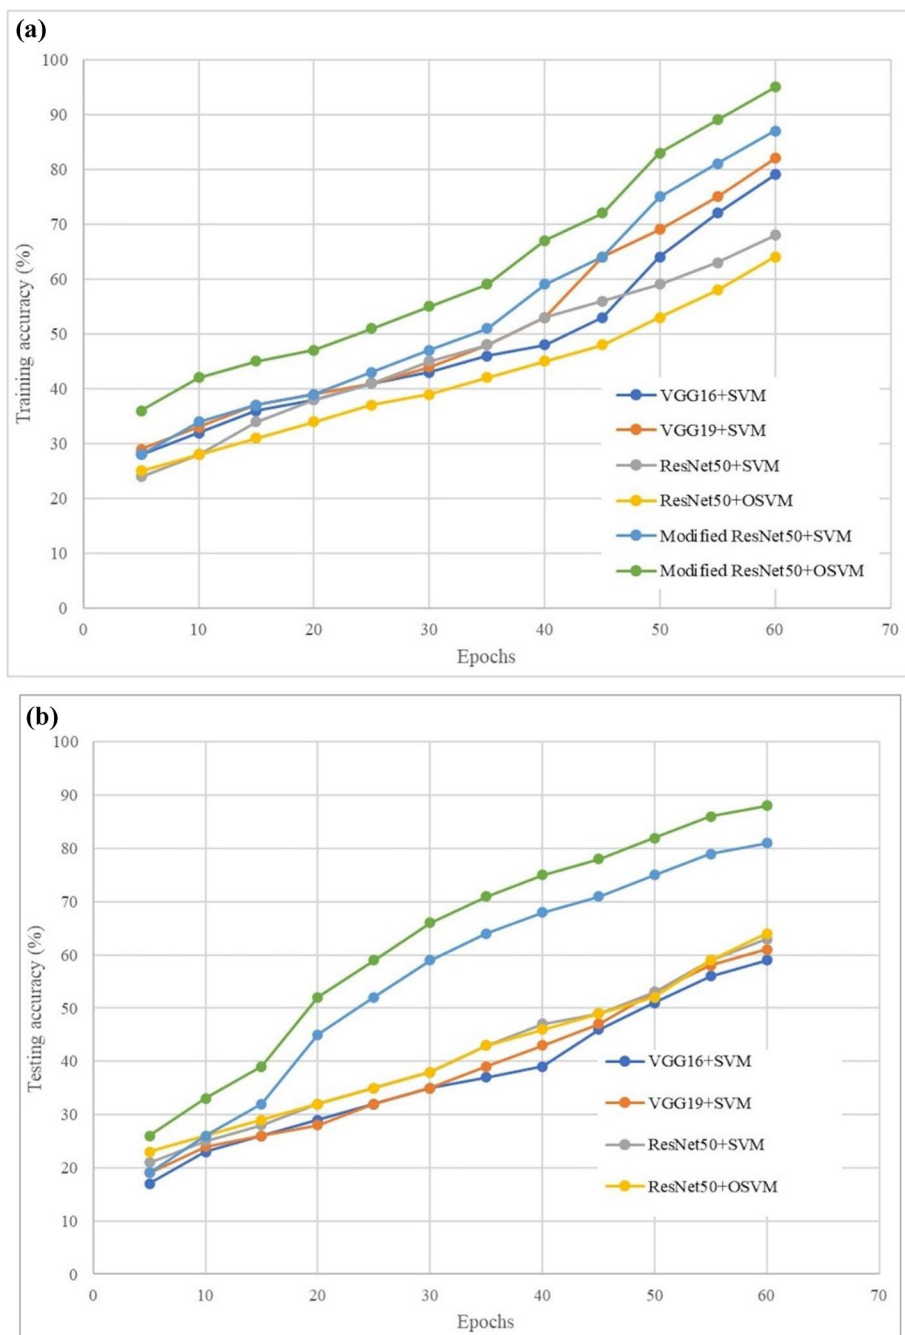 (a)
100
90
80
70
60
50
40
30
20
10
0
Training accuracy (%)
VGG16+SVM
VGG19+SVM
ResNet50+SVM
ResNet50+OSVM
Modified ResNet50+SVM
Modified ResNet50+OSVM
0 10 20 30 40 50 60 70
Epochs
(b)
100
90
80
70
60
50
40
30
20
10
0
Testing accuracy (%)
VGG16+SVM
VGG19+SVM
ResNet50+SVM
ResNet50+OSVM
0 10 20 30 40 50 60 70
Epochs